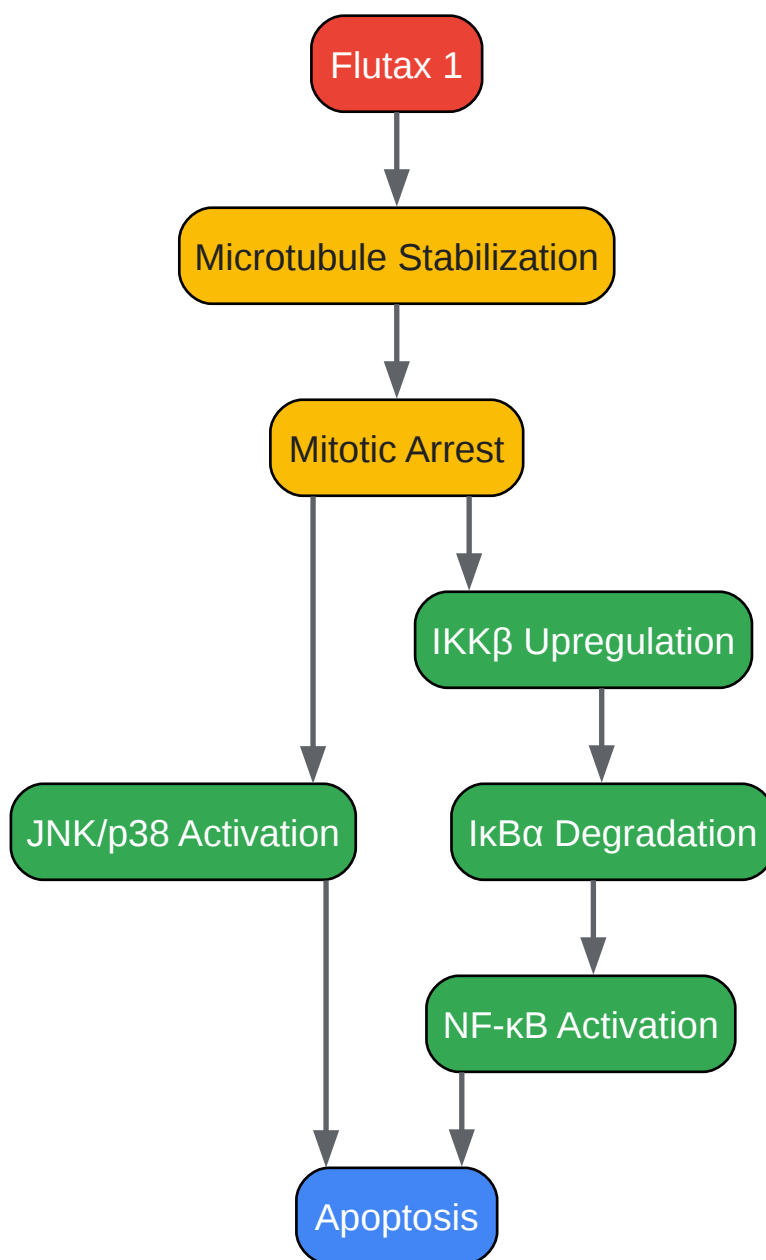 Flutax 1
Microtubule Stabilization
Mitotic Arrest
IKKβ Upregulation
JNK/p38 Activation
IκBα Degradation
NF-κB Activation
Apoptosis